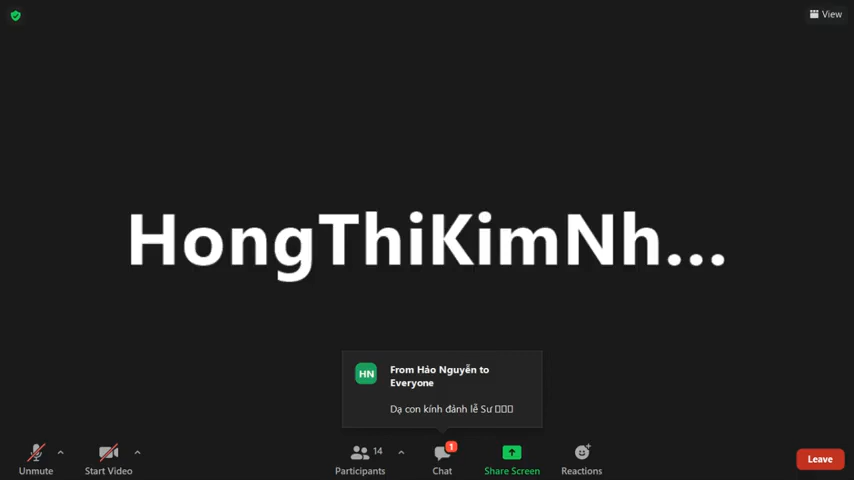 View
HongThiKimNh...
HN
From Hảo Nguyễn to
Everyone
Dạ con kính đảnh lễ Sư
14
1
Unmute
Start Video
Participants
Chat
Share Screen
Reactions
Leave